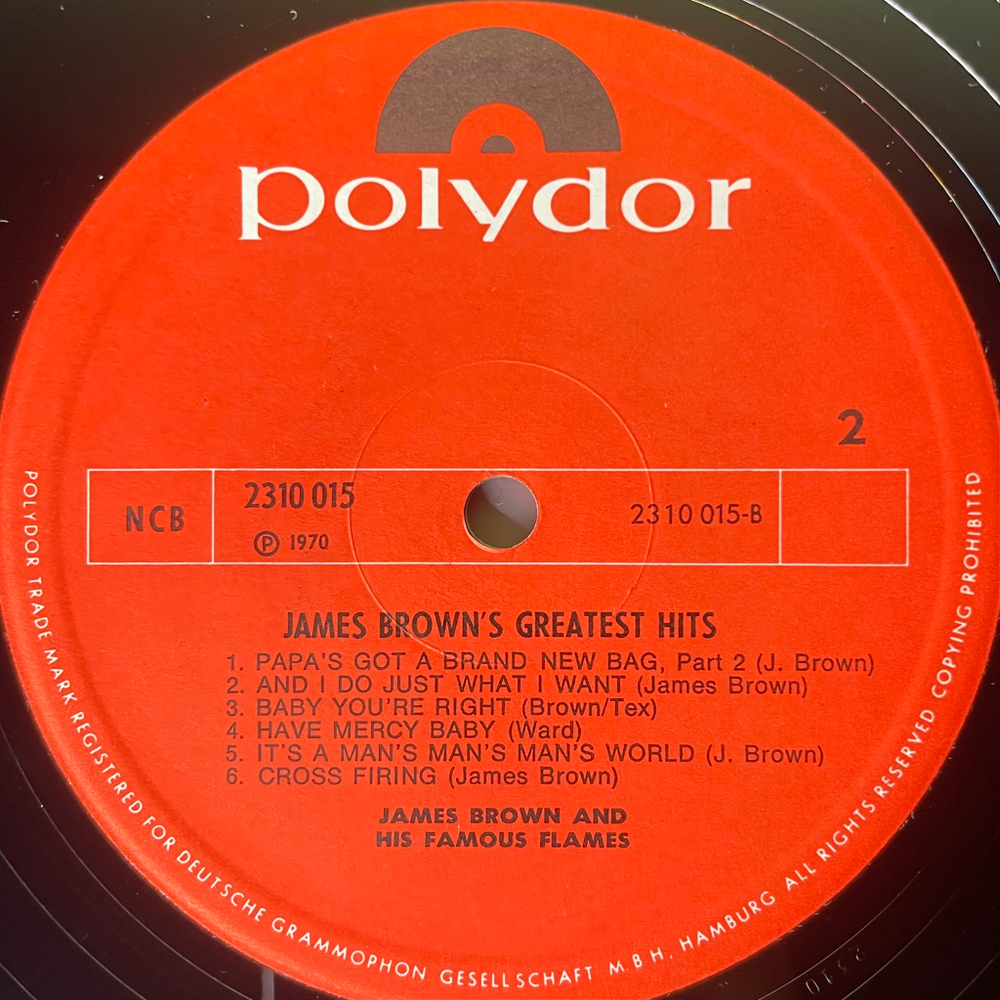 polydor
2
NCB
2310 015
℗ 1970
2310 015-B
JAMES BROWN'S GREATEST HITS
1. PAPA'S GOT A BRAND NEW BAG, Part 2 (J. Brown)
2. AND I DO JUST WHAT I WANT (James Brown)
3. BABY YOU'RE RIGHT (Brown/Tex)
4. HAVE MERCY BABY (Ward)
5. IT'S A MAN'S MAN'S MAN'S WORLD (J. Brown)
6. CROSS FIRING (James Brown)
JAMES BROWN AND
HIS FAMOUS FLAMES
POLYDOR TRADE MARK REGISTERED FOR DEUTSCHE GRAMMOPHON GESELLSCHAFT M.B H, HAMBURG ALL RIGHTS RESERVED COPYING PROHIBITED